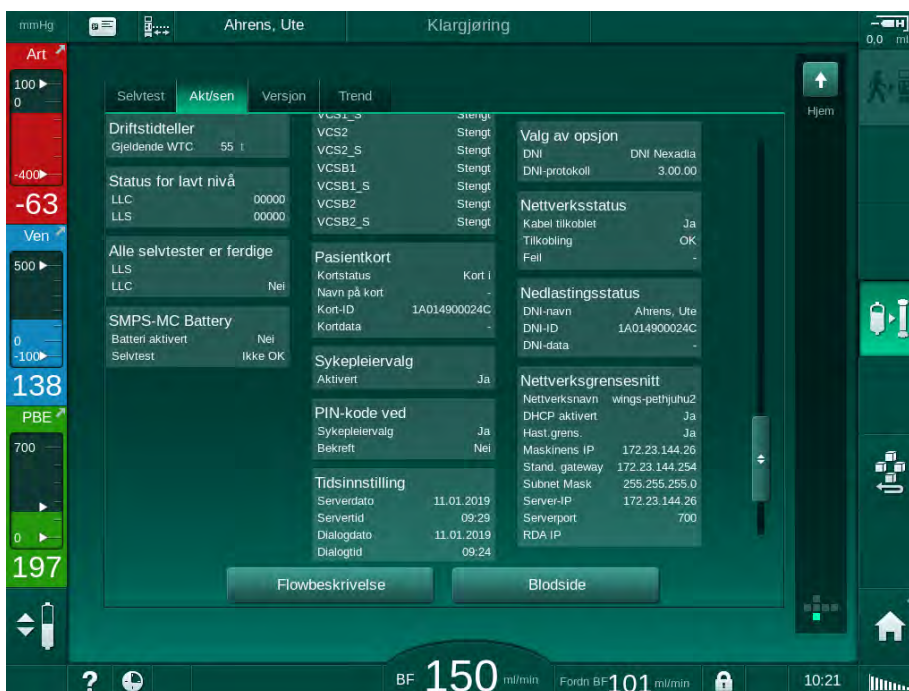 mmHg
Ahrens, Ute
Klargjøring
0,0 ml
Art
100
0
-400
-63
Ven
500
0
-100
138
PBE
700
0
197
Selvtest
Akt/sen
Versjon
Trend
Hjem
Driftstidteller
Gjeldende WTC 55 t
Status for lavt nivå
LLC 00000
LLS 00000
Alle selvtester er ferdige
LLS
LLC Nei
SMPS-MC Battery
Batteri aktivert Nei
Selvtest Ikke OK
VCS1_S Stengt
VCS2 Stengt
VCS2_S Stengt
VCSB1 Stengt
VCSB1_S Stengt
VCSB2 Stengt
VCSB2_S Stengt
Pasientkort
Kortstatus Kort i
Navn på kort -
Kort-ID 1A014900024C
Kortdata -
Sykepleiervalg
Aktivert Ja
PIN-kode ved
Sykepleiervalg Ja
Bekreft Nei
Tidsinnstilling
Serverdato 11.01.2019
Servertid 09:29
Dialogdato 11.01.2019
Dialogtid 09:24
Valg av opsjon
DNI DNI Nexadia
DNI-protokoll 3.00.00
Nettverksstatus
Kabel tilkoblet Ja
Tilkobling OK
Feil -
Nedlastingsstatus
DNI-navn Ahrens, Ute
DNI-ID 1A014900024C
DNI-data -
Nettverksgrensesnitt
Nettverksnavn wings-pethjuhu2
DHCP aktivert Ja
Hast.grens. Ja
Maskinens IP 172.23.144.26
Stand. gateway 172.23.144.254
Subnet Mask 255.255.255.0
Server-IP 172.23.144.26
Serverport 700
RDA IP
Flowbeskrivelse
Blodside
?
BF 150 ml/min
Fordn BF 101 ml/min
10:21